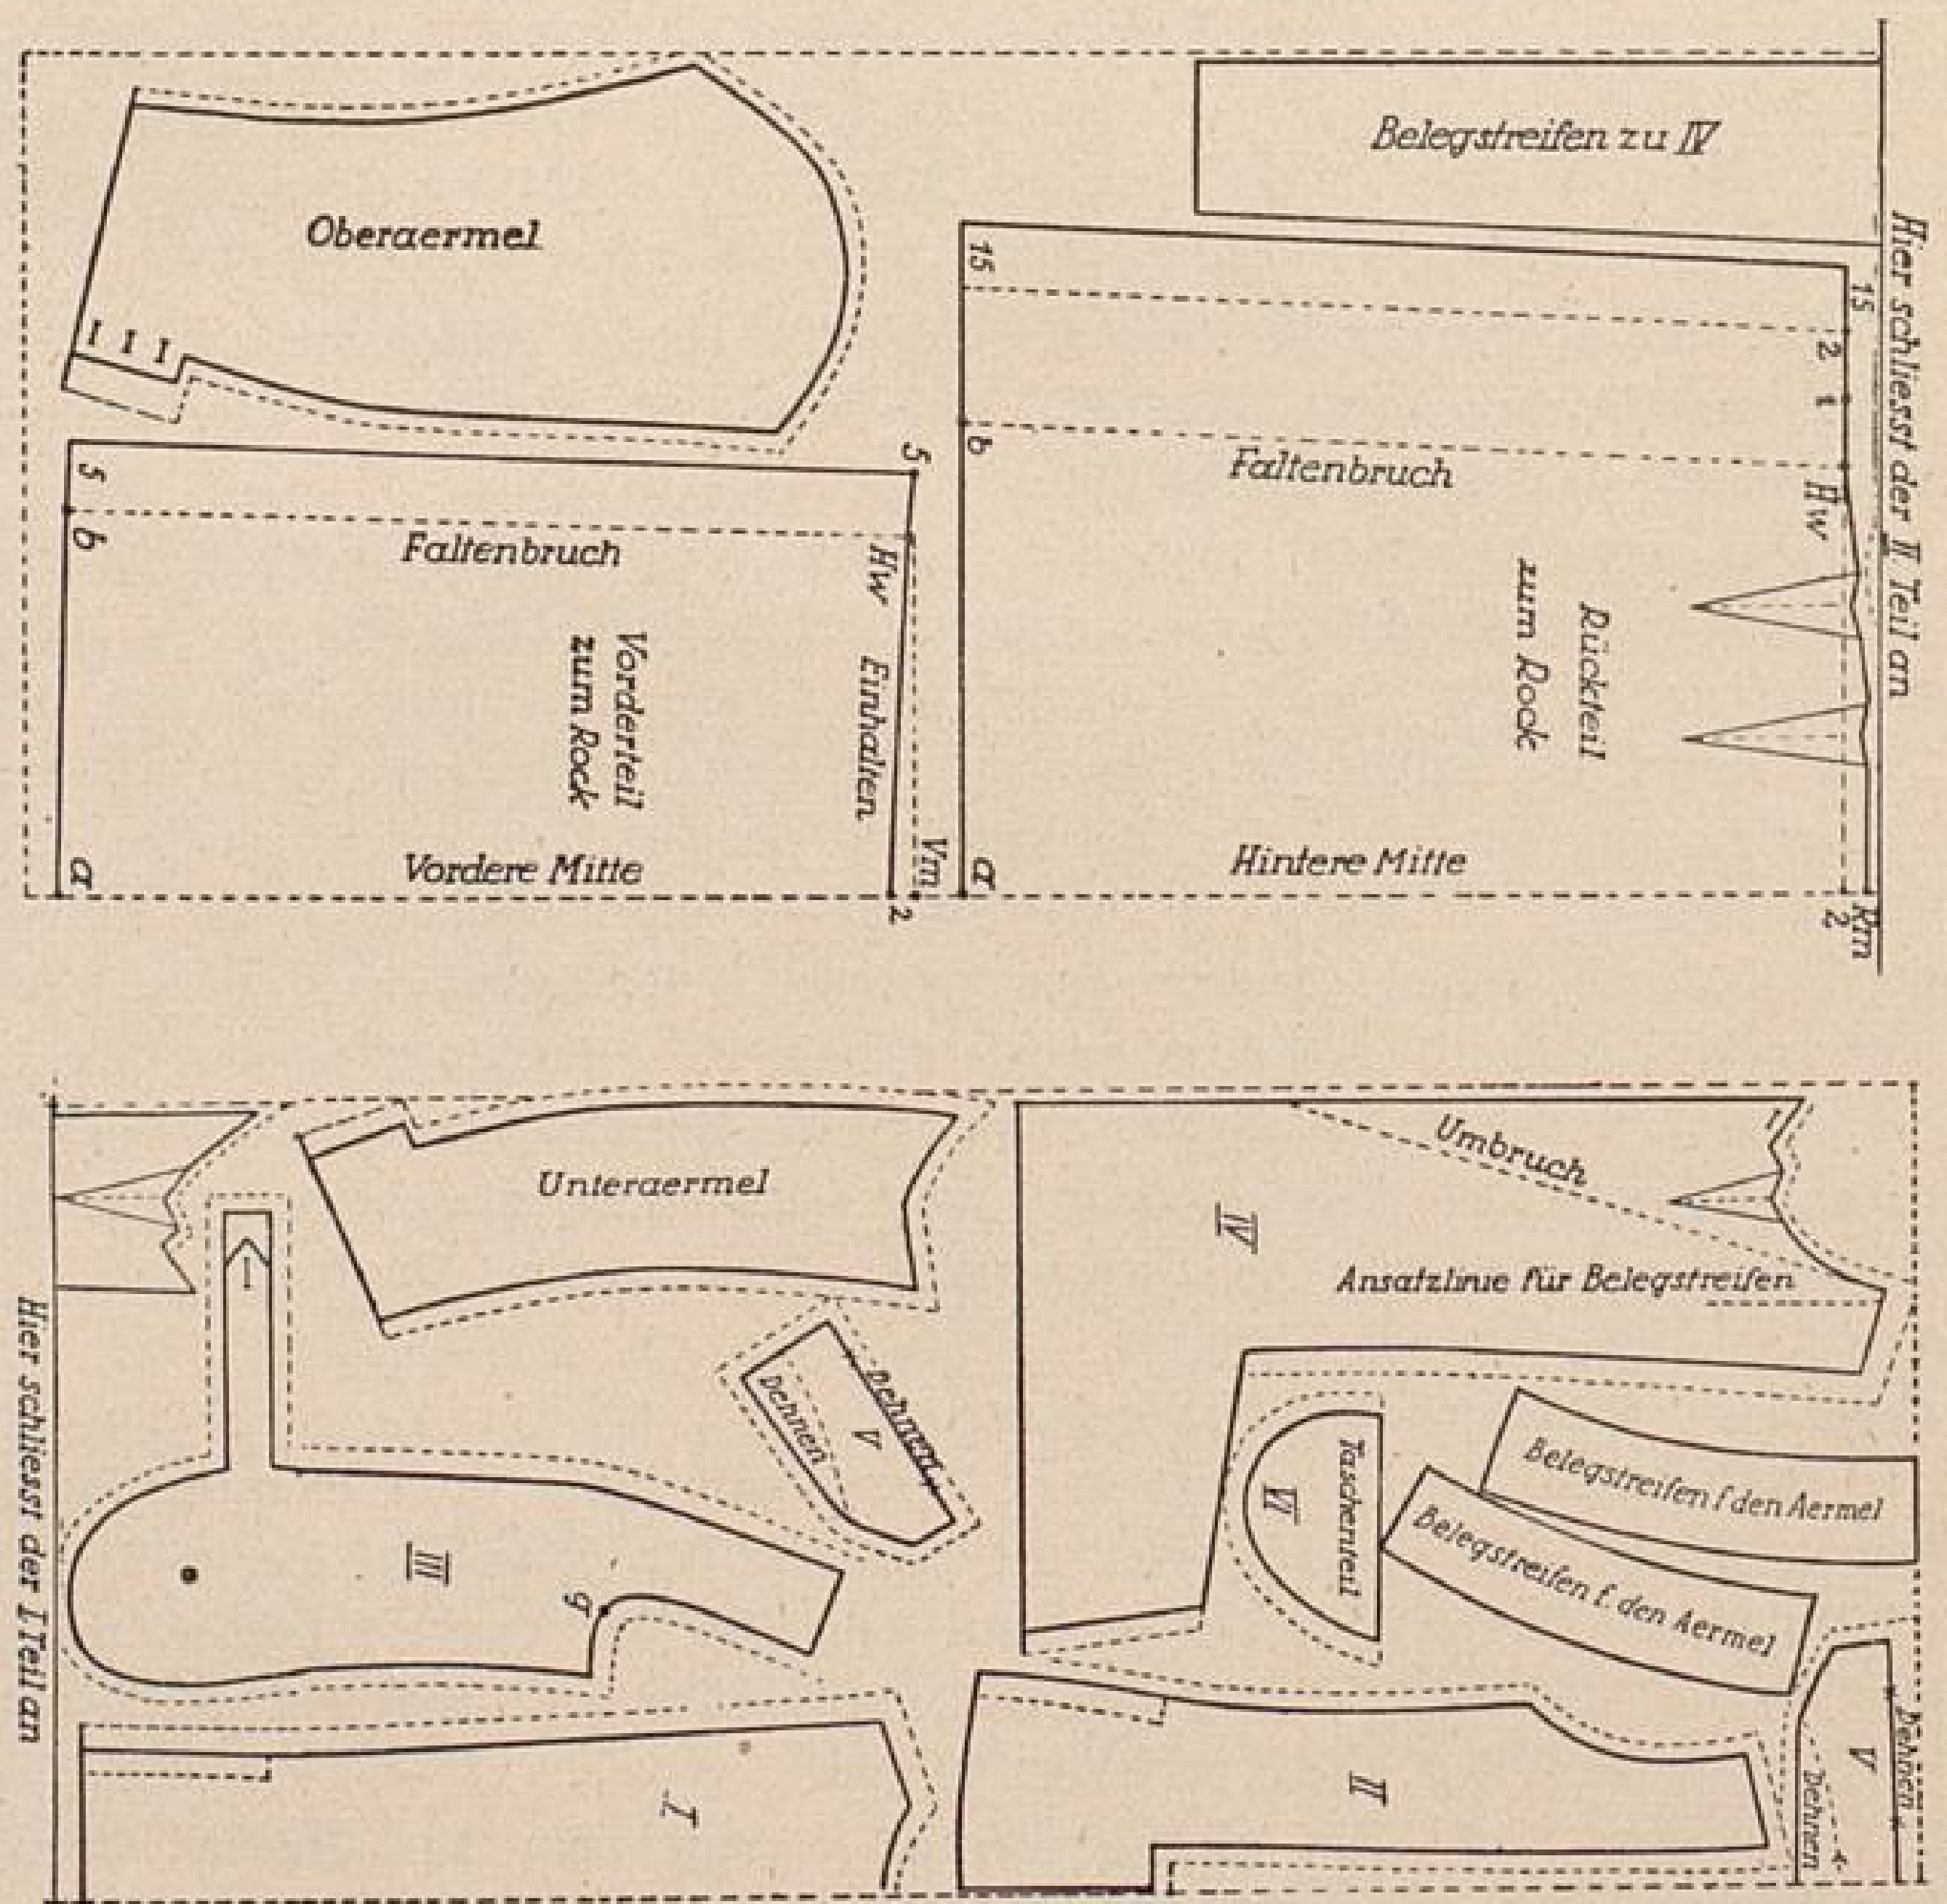 Belegstreifen zu IV
Oberaermel
Hier schliesst der II Teil an
15
15
2
1
b
Faltenbruch
Hw
Rückteil
zum Rock
Hintere Mitte
a
Rm
2
5
5
b
Faltenbruch
Hw Einhalten
Vorderteil
zum Rock
Vordere Mitte
a
Vm
2
Umbruch
Unteraermel
IV
Ansatzlinie für Belegstreifen
Hier schliesst der I Teil an
Dehnen
V
Dehnen
Taschenteil
VI
Belegstreifen f den Aermel
Belegstreifen f. den Aermel
III
g
Dehnen
V
Dehnen
I
II